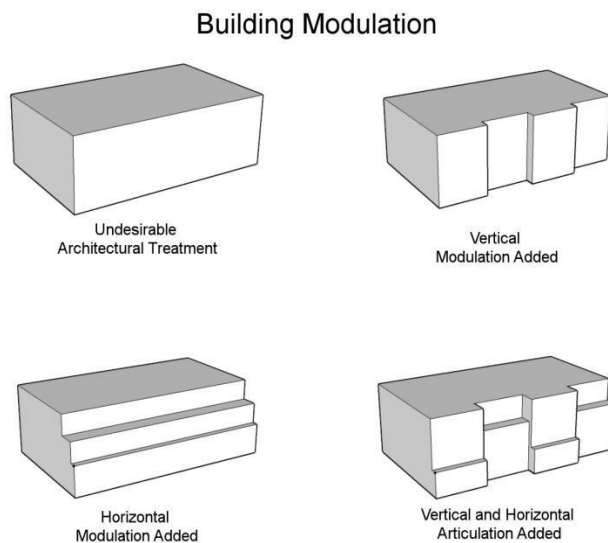 Building Modulation
Undesirable
Architectural Treatment
Vertical
Modulation Added
Horizontal
Modulation Added
Vertical and Horizontal
Articulation Added